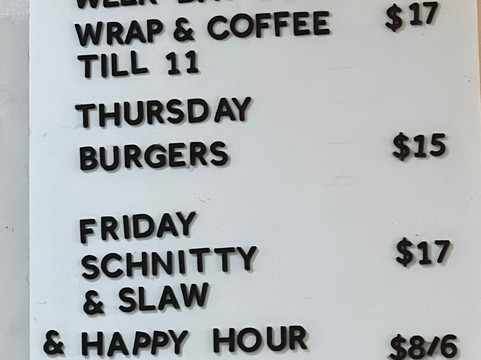 WRAP & COFFEE $17
TILL 11
THURSDAY
BURGERS $15
FRIDAY
SCHNITTY $17
& SLAW
& HAPPY HOUR $8/6